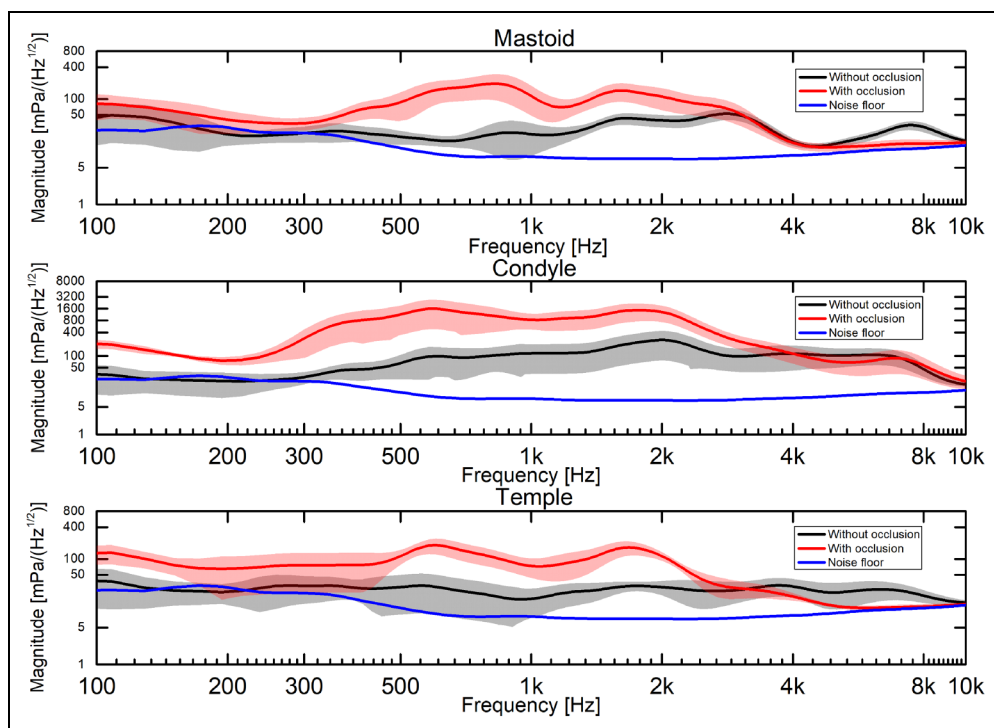 Mastoid
Magnitude [mPa/(Hz^1/2)]
800
400
100
50
5
1
Without occlusion
With occlusion
Noise floor
100 200 300 500 1k 2k 4k 8k 10k
Frequency [Hz]
Condyle
Magnitude [mPa/(Hz^1/2)]
8000
3200
1600
800
400
100
50
5
1
Without occlusion
With occlusion
Noise floor
100 200 300 500 1k 2k 4k 8k 10k
Frequency [Hz]
Temple
Magnitude [mPa/(Hz^1/2)]
800
400
100
50
5
1
Without occlusion
With occlusion
Noise floor
100 200 300 500 1k 2k 4k 8k 10k
Frequency [Hz]